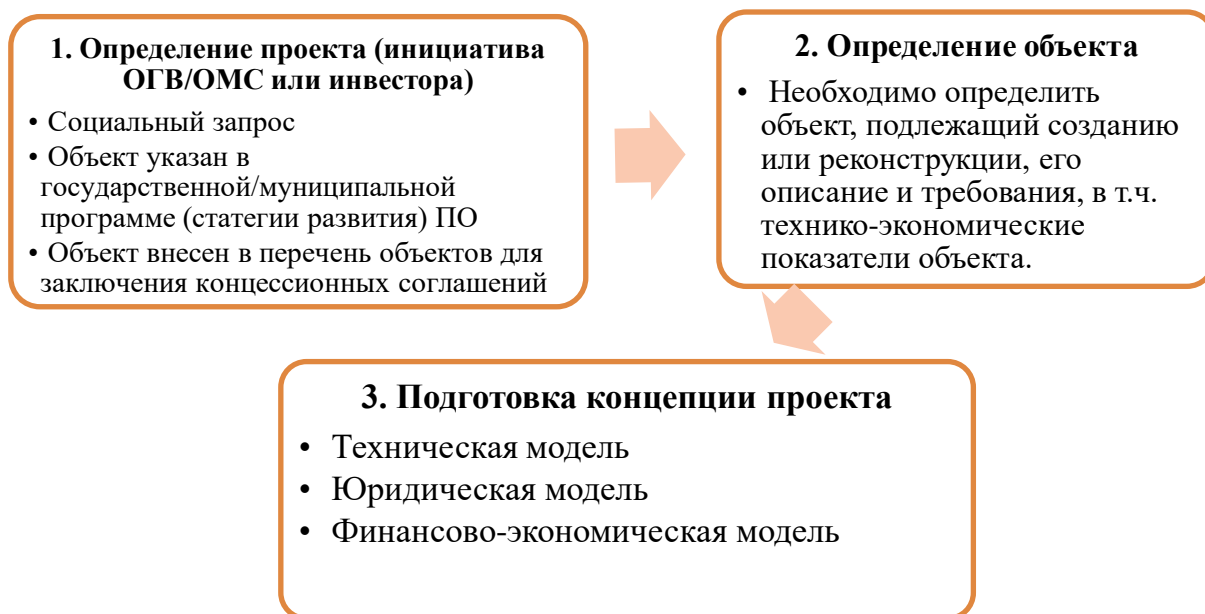 1. Определение проекта (инициатива
ОГВ/ОМС или инвестора)
• Социальный запрос
• Объект указан в
государственной/муниципальной
программе (статегии развития) ПО
• Объект внесен в перечень объектов для
заключения концессионных соглашений
2. Определение объекта
• Необходимо определить
объект, подлежащий созданию
или реконструкции, его
описание и требования, в т.ч.
технико-экономические
показатели объекта.
3. Подготовка концепции проекта
• Техническая модель
• Юридическая модель
• Финансово-экономическая модель